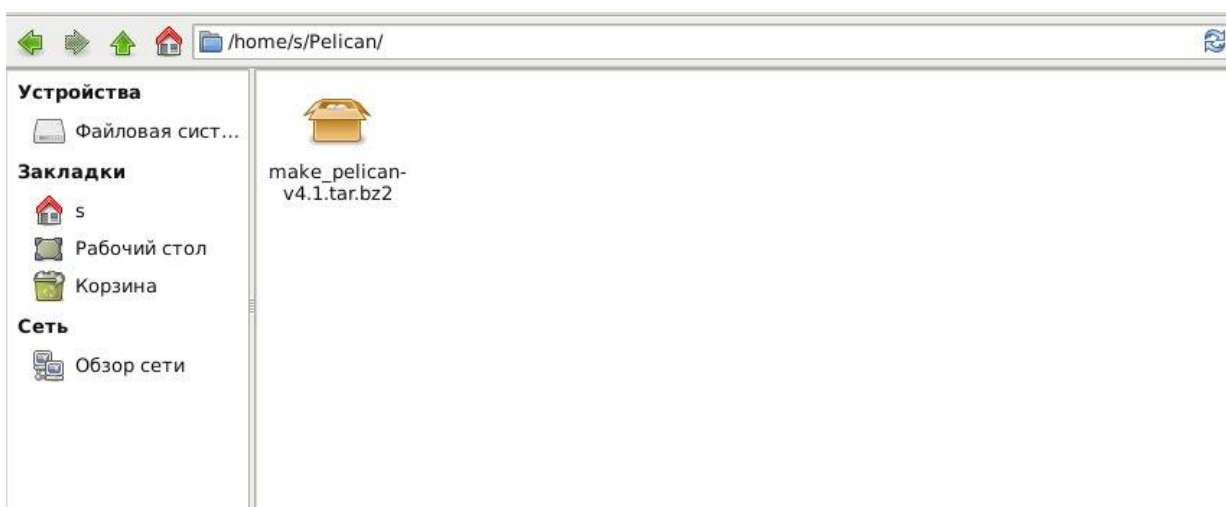 /home/s/Pelican/
Устройства
Файловая сист...
Закладки
s
Рабочий стол
Корзина
Сеть
Обзор сети
make_pelican-
v4.1.tar.bz2